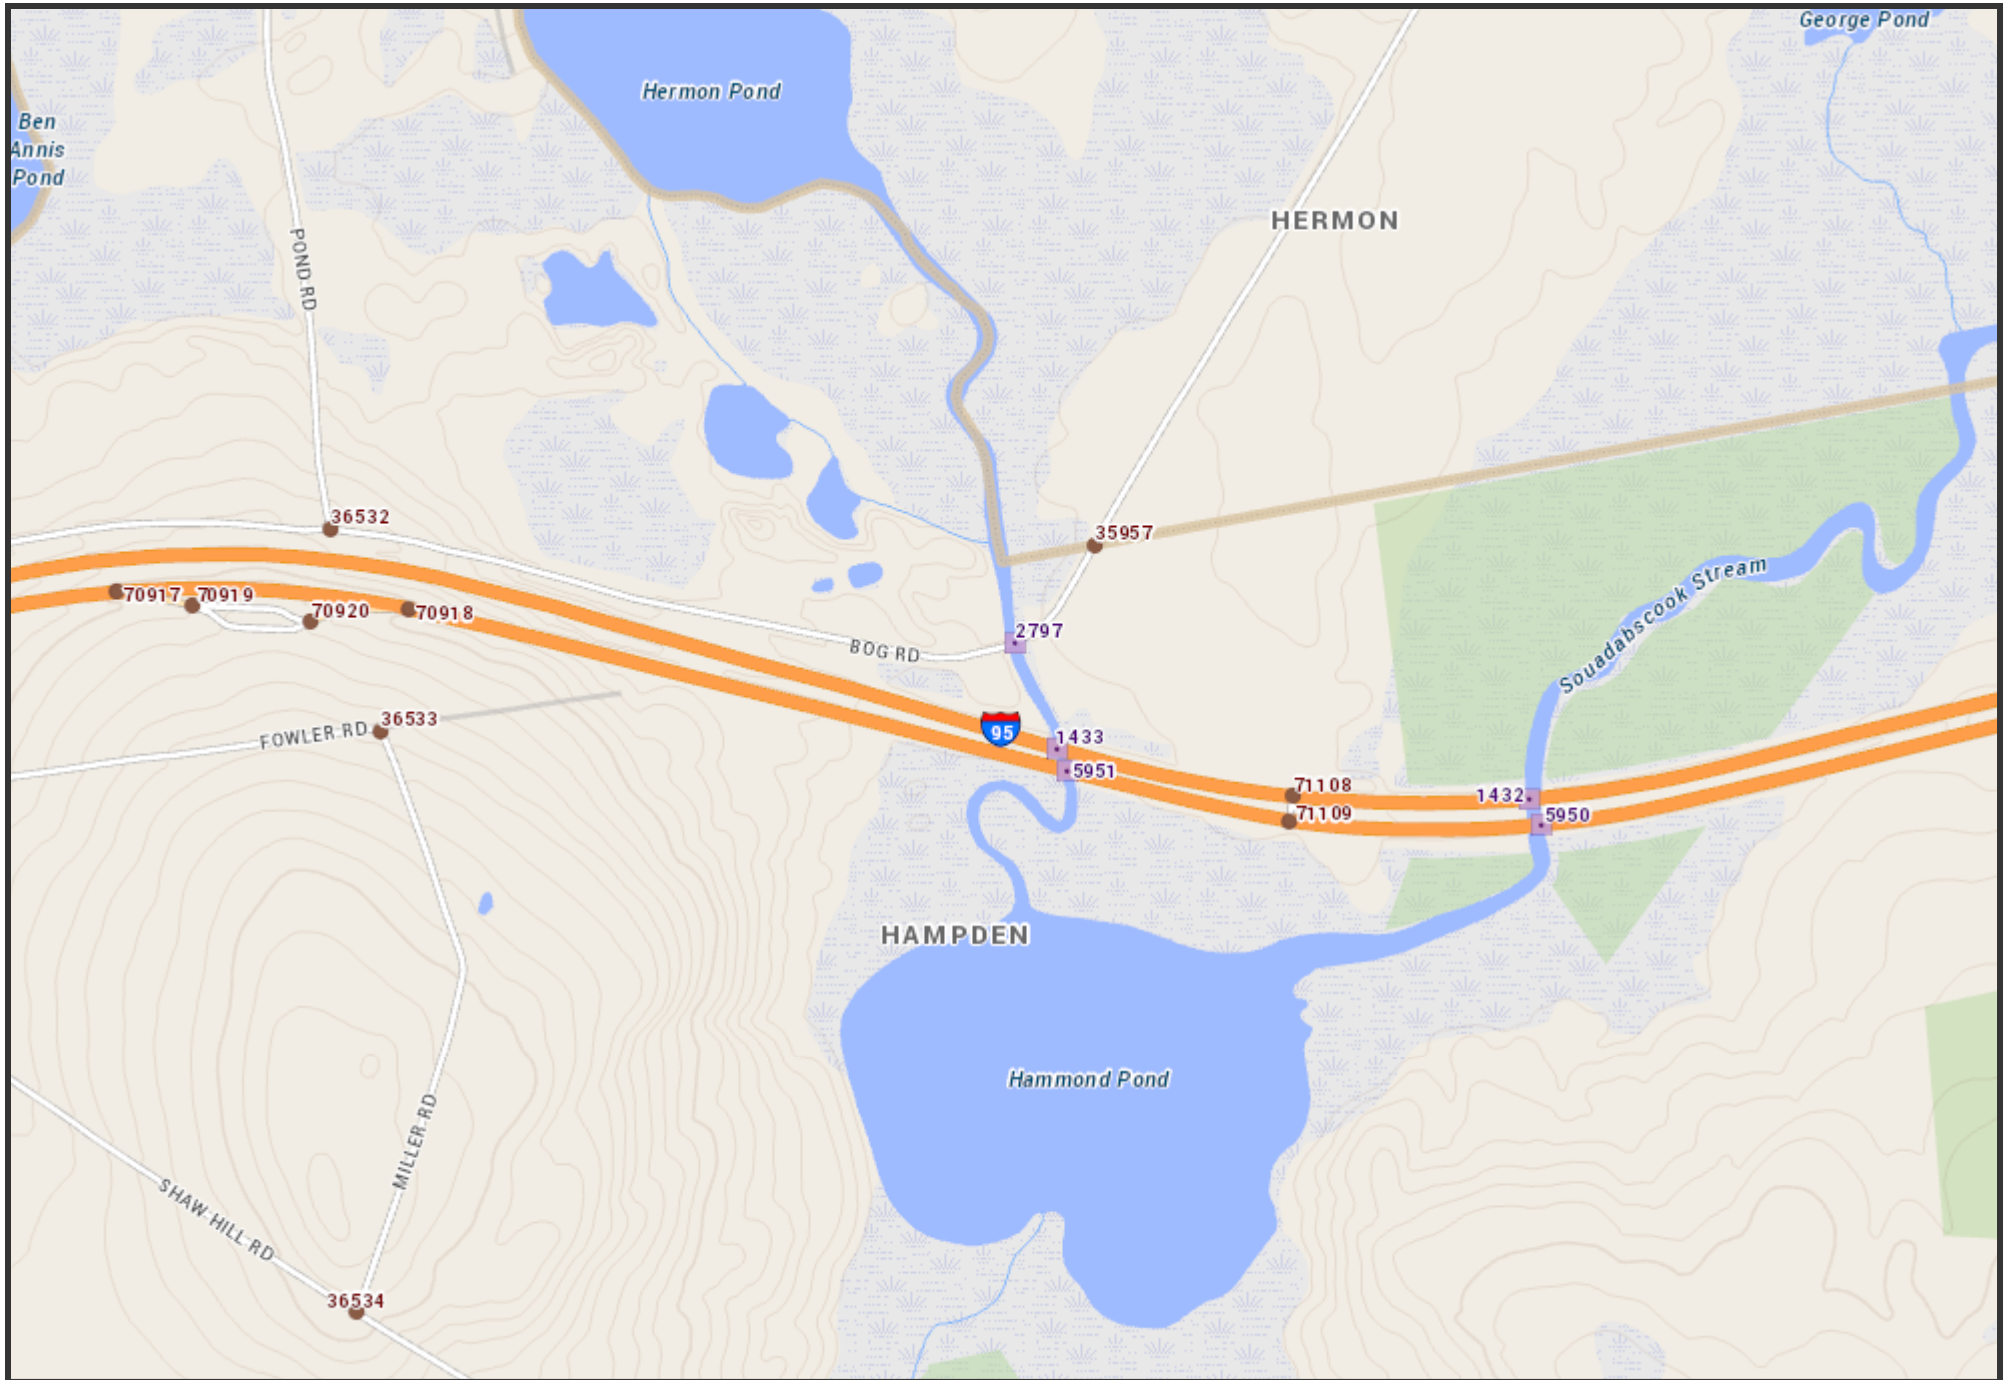 George Pond
Hermon Pond
Ben
Annis
Pond
HERMON
POND RD
36532
35957
70917
70919
70920
70918
2797
BOG RD
Souadabscook Stream
36533
FOWLER RD
95
1433
5951
71108
71109
1432
5950
HAMPDEN
Hammond Pond
MILLER RD
SHAW HILL RD
36534